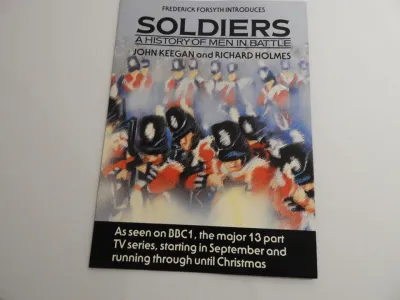 FREDERICK FORSYTH INTRODUCES
SOLDIERS
A HISTORY OF MEN IN BATTLE
JOHN KEEGAN and RICHARD HOLMES
As seen on BBC1, the major 13 part
TV series, starting in September and
running through until Christmas